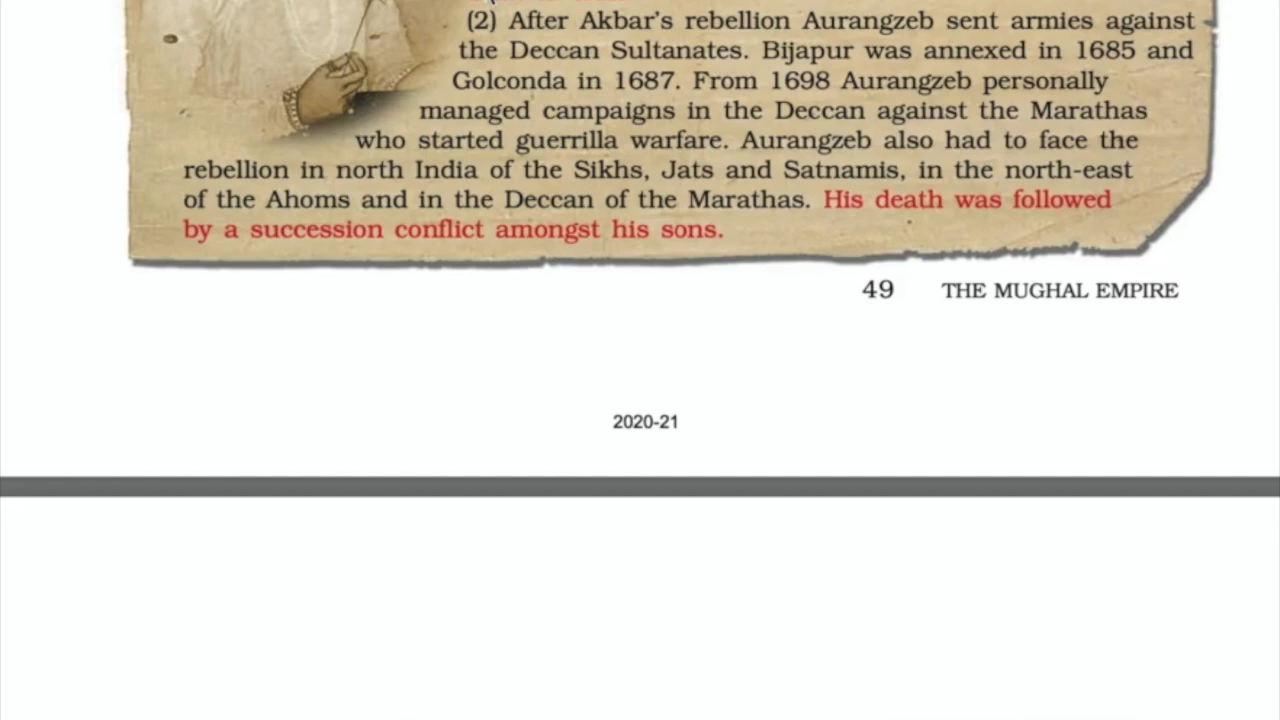 (2) After Akbar's rebellion Aurangzeb sent armies against
the Deccan Sultanates. Bijapur was annexed in 1685 and
Golconda in 1687. From 1698 Aurangzeb personally
managed campaigns in the Deccan against the Marathas
who started guerrilla warfare. Aurangzeb also had to face the
rebellion in north India of the Sikhs, Jats and Satnamis, in the north-east
of the Ahoms and in the Deccan of the Marathas. His death was followed
by a succession conflict amongst his sons.
49 THE MUGHAL EMPIRE
2020-21